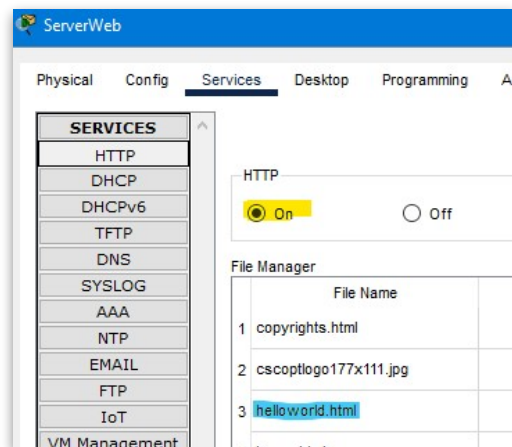 ServerWeb
Physical Config Services Desktop Programming
SERVICES
HTTP
DHCP
DHCPv6
TFTP
DNS
SYSLOG
AAA
NTP
EMAIL
FTP
IoT
VM Management
HTTP
On Off
File Manager
File Name
1 copyrights.html
2 cscoptlogo177x111.jpg
3 helloworld.html